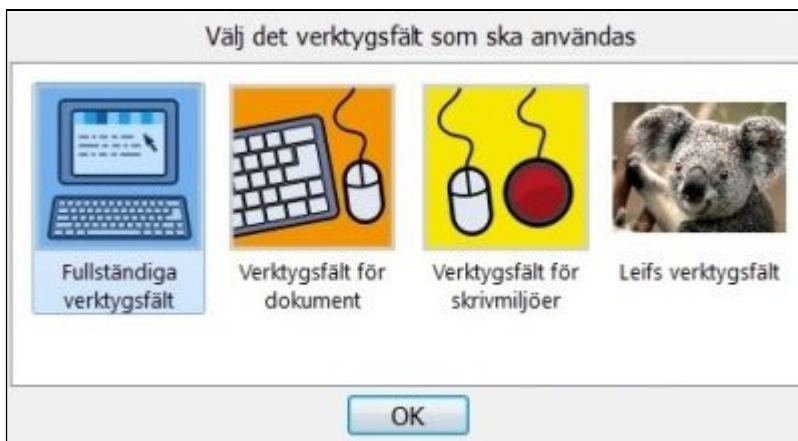 Välj det verktygsfält som ska användas
Fullständiga
verktygsfält
Verktygsfält för
dokument
Verktygsfält för
skrivmiljöer
Leifs verktygsfält
OK